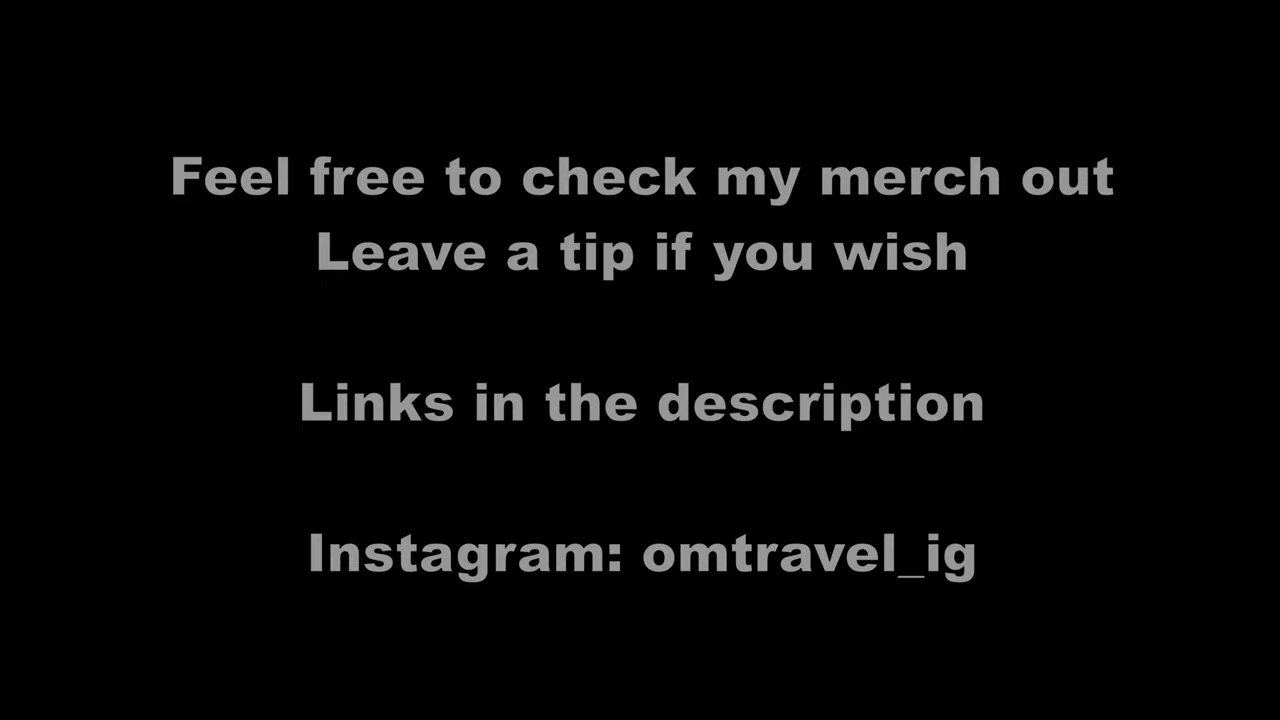 Feel free to check my merch out
Leave a tip if you wish
Links in the description
Instagram: omtravel_ig